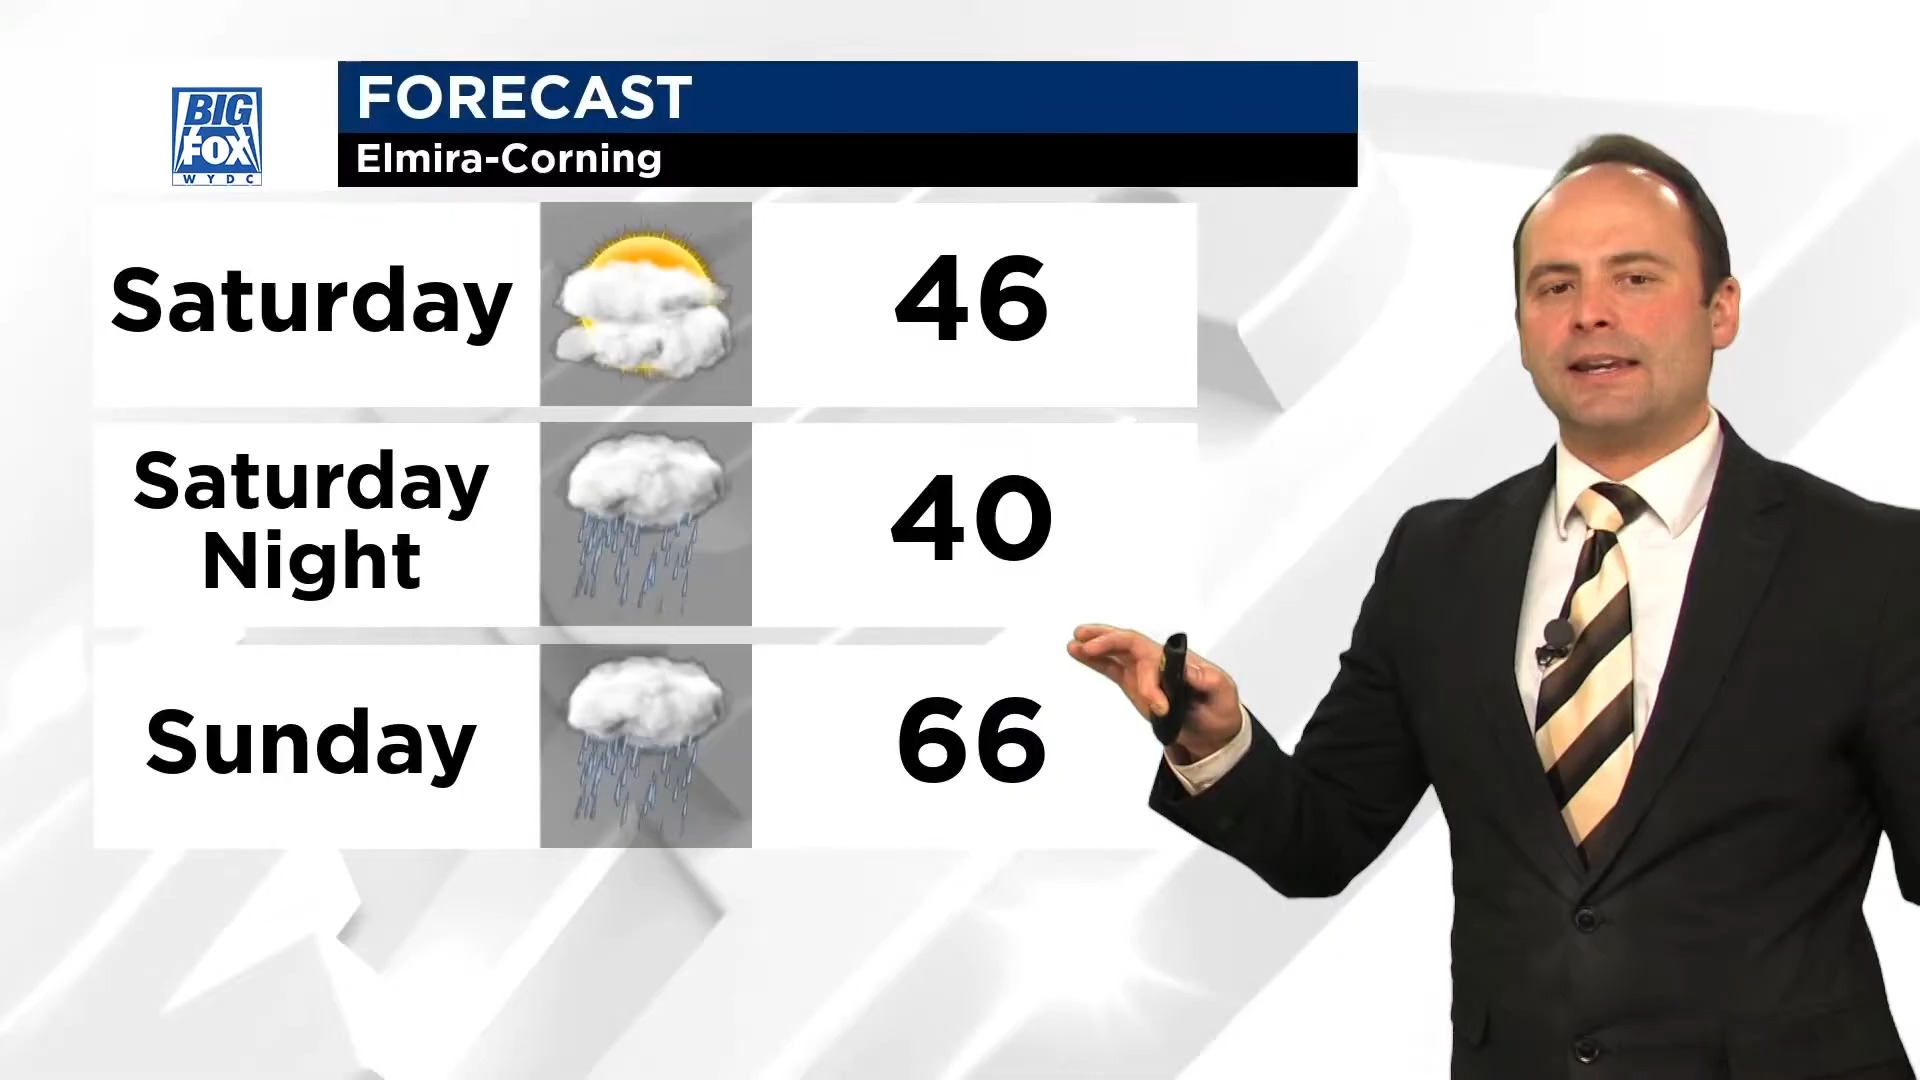 BIG
FOX
WYDC
FORECAST
Elmira-Corning
Saturday
46
Saturday
Night
40
Sunday
66